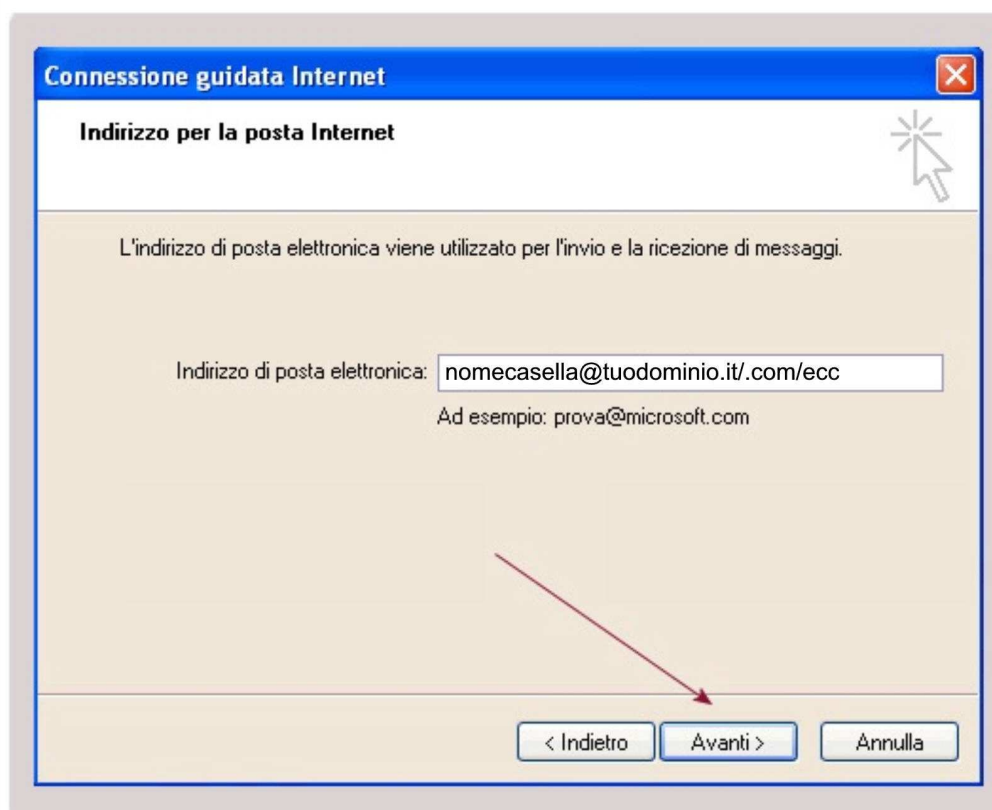 Connessione guidata Internet
Indirizzo per la posta Internet
L'indirizzo di posta elettronica viene utilizzato per l'invio e la ricezione di messaggi.
Indirizzo di posta elettronica: nomecasella@tuodominio.it/.com/ecc
Ad esempio: prova@microsoft.com
< Indietro Avanti > Annulla